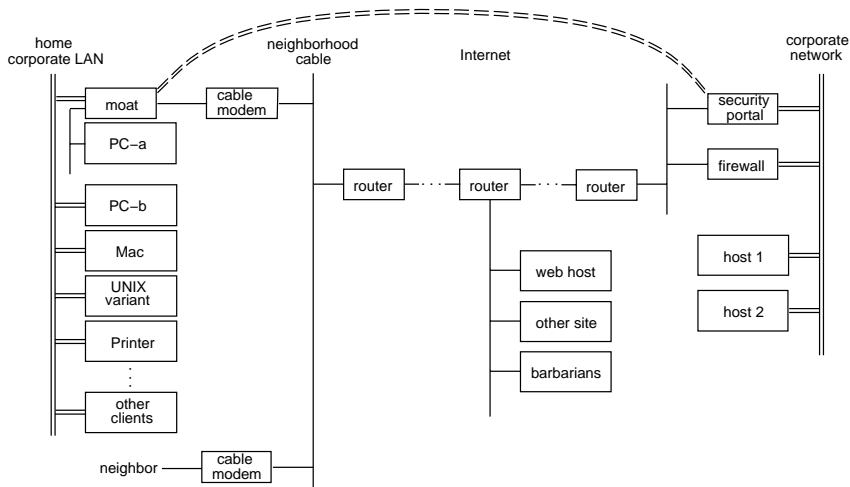 home
corporate LAN
neighborhood
cable
Internet
corporate
network
moat
cable
modem
security
portal
PC−a
firewall
router
router
router
PC−b
Mac
host 1
web host
UNIX
variant
host 2
other site
Printer
barbarians
other
clients
neighbor
cable
modem